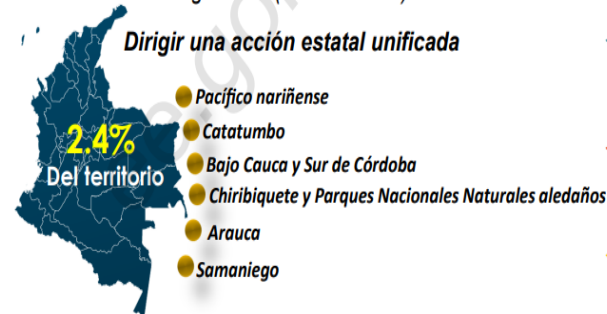 Dirigir una acción estatal unificada
Pacífico nariñense
Catatumbo
2.4%
Del territorio
Bajo Cauca y Sur de Córdoba
Chiribiquete y Parques Nacionales Naturales aledaños
Arauca
Samaniego